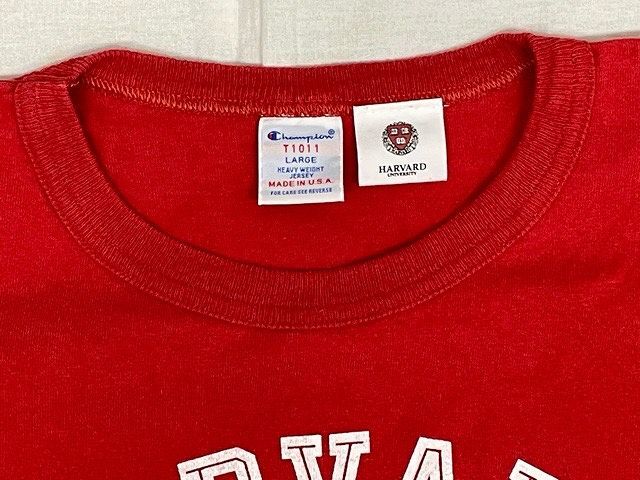 Champion
T1011
LARGE
HEAVY WEIGHT
JERSEY
MADE IN U.S.A.
FOR CARE SEE REVERSE
HARVARD
UNIVERSITY